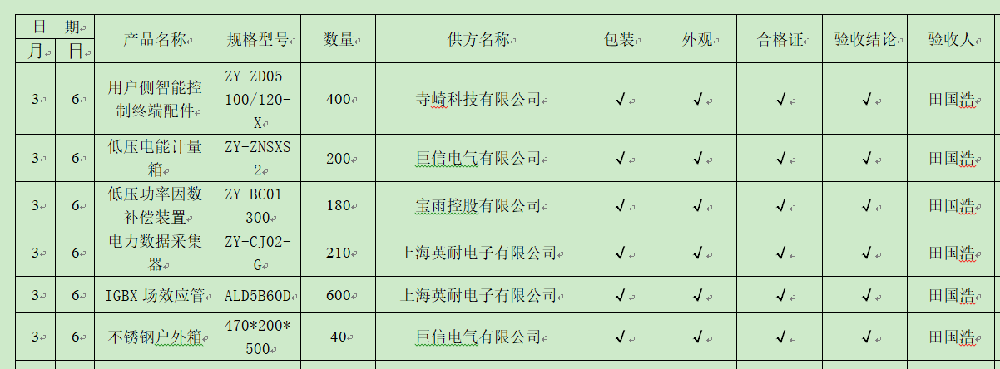 日 期 产品名称 规格型号 数量 供方名称 包装 外观 合格证 验收结论 验收人
月 日
3 6 用户侧智能控制终端配件 ZY-ZD05-100/120-X 400 寺崎科技有限公司 √ √ √ √ 田国浩
3 6 低压电能计量箱 ZY-ZNSXS2 200 巨信电气有限公司 √ √ √ √ 田国浩
3 6 低压功率因数补偿装置 ZY-BC01-300 180 宝雨控股有限公司 √ √ √ √ 田国浩
3 6 电力数据采集器 ZY-CJ02-G 210 上海英耐电子有限公司 √ √ √ √ 田国浩
3 6 IGBX 场效应管 ALD5B60D 600 上海英耐电子有限公司 √ √ √ √ 田国浩
3 6 不锈钢户外箱 470*200*500 40 巨信电气有限公司 √ √ √ √ 田国浩